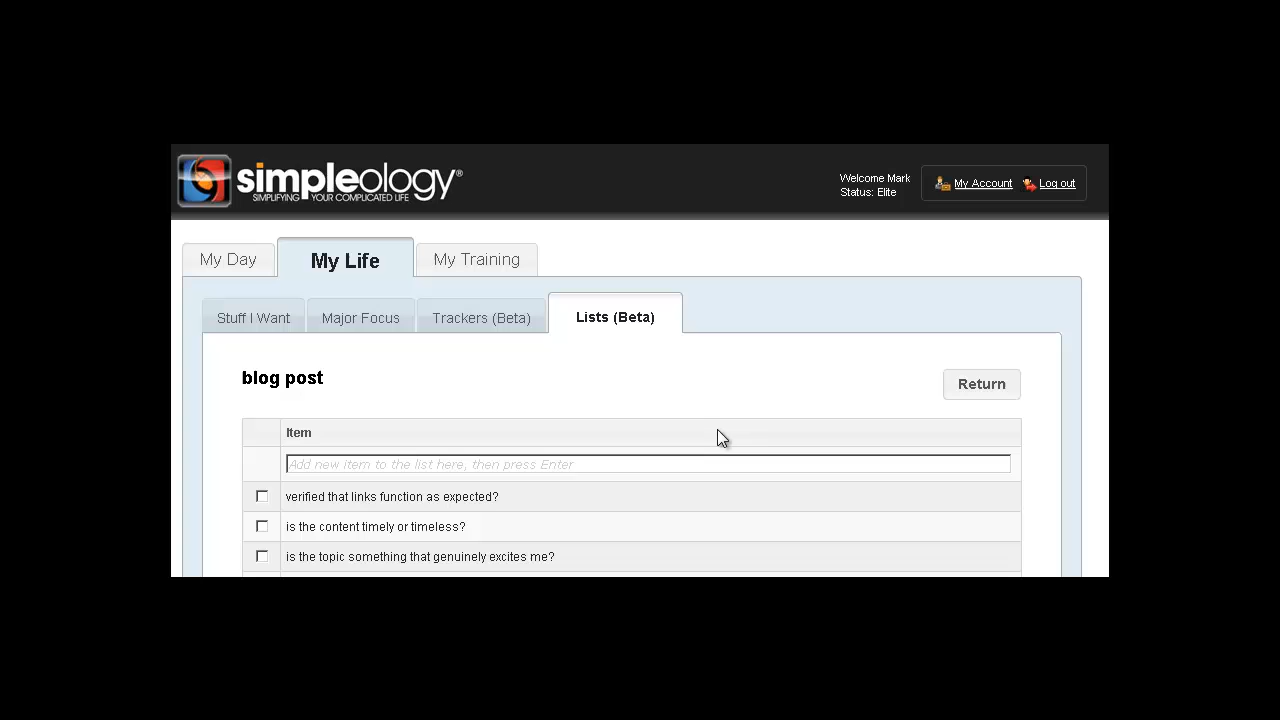 simpleology®
SIMPLIFYING YOUR COMPLICATED LIFE
Welcome Mark
Status: Elite
My Account
Log out
My Day
My Life
My Training
Stuff I Want
Major Focus
Trackers (Beta)
Lists (Beta)
blog post
Return
Item
Add new item to the list here, then press Enter
verified that links function as expected?
is the content timely or timeless?
is the topic something that genuinely excites me?